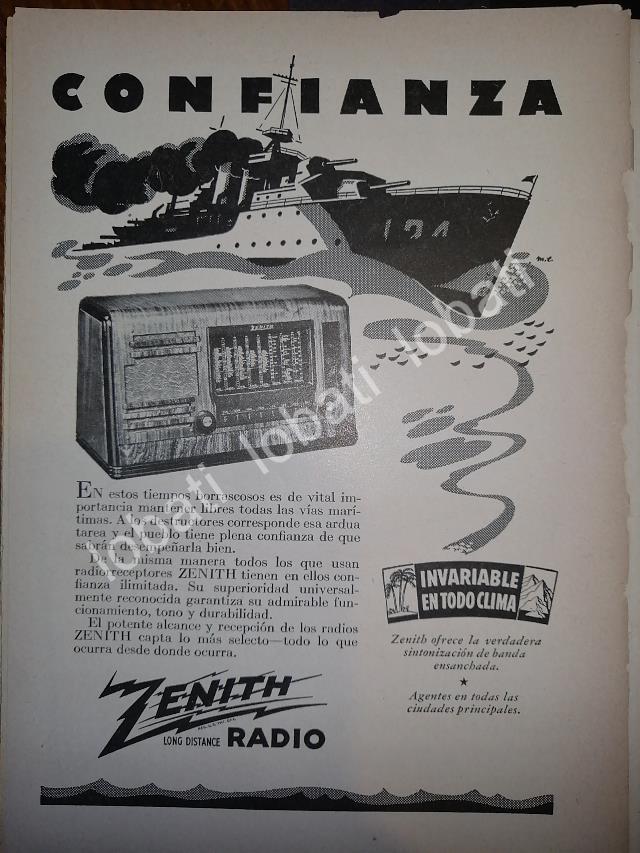 CONFIANZA
124
m.e.
ZENITH
EN estos tiempos borrascosos es de vital im-
portancia mantener libres todas las vías marí-
timas. A los destructores corresponde esa ardua
tarea y el pueblo tiene plena confianza de que
sabrán desempeñarla bien.
De la misma manera todos los que usan
radiorreceptores ZENITH tienen en ellos con-
fianza ilimitada. Su superioridad universal-
mente reconocida garantiza su admirable fun-
cionamiento, tono y durabilidad.
El potente alcance y recepción de los radios
ZENITH capta lo más selecto—todo lo que
ocurra desde donde ocurra.
ZENITH
LONG DISTANCE RADIO
INVARIABLE
EN TODO CLIMA
Zenith ofrece la verdadera
sintonización de banda
ensanchada.
Agentes en todas las
ciudades principales.
lobati lobati lobati lobati